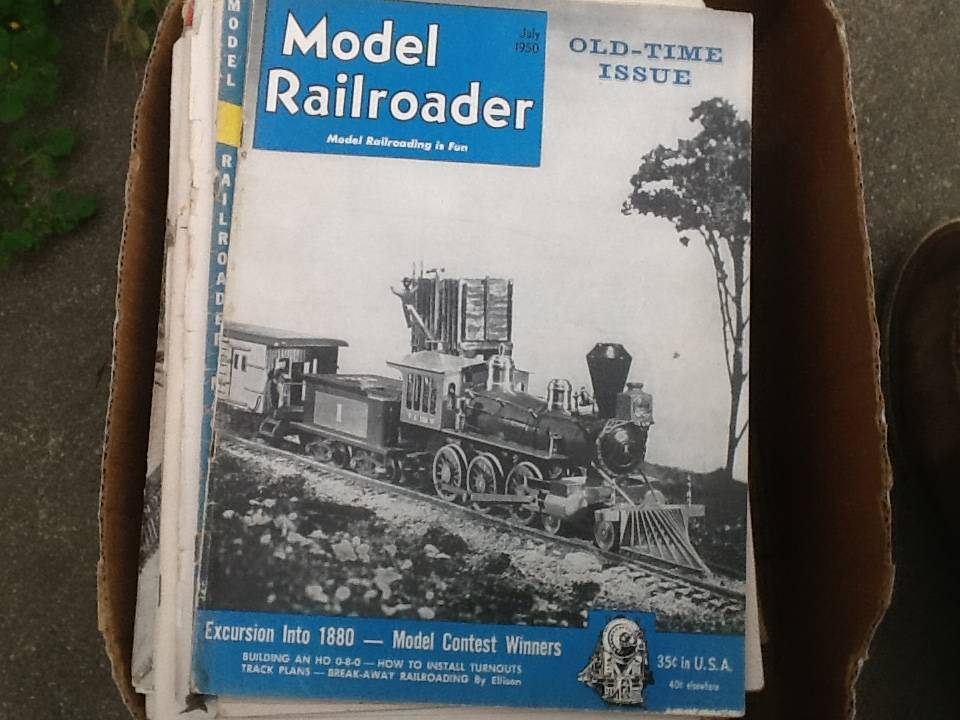 Model
Railroader
Model Railroading is Fun
July
1950
OLD-TIME
ISSUE
MODEL RAILROADER
1
Excursion Into 1880 — Model Contest Winners
BUILDING AN HO 0-8-0 — HOW TO INSTALL TURNOUTS
TRACK PLANS — BREAK-AWAY RAILROADING By Ellison
35¢ in U.S.A.
40¢ elsewhere